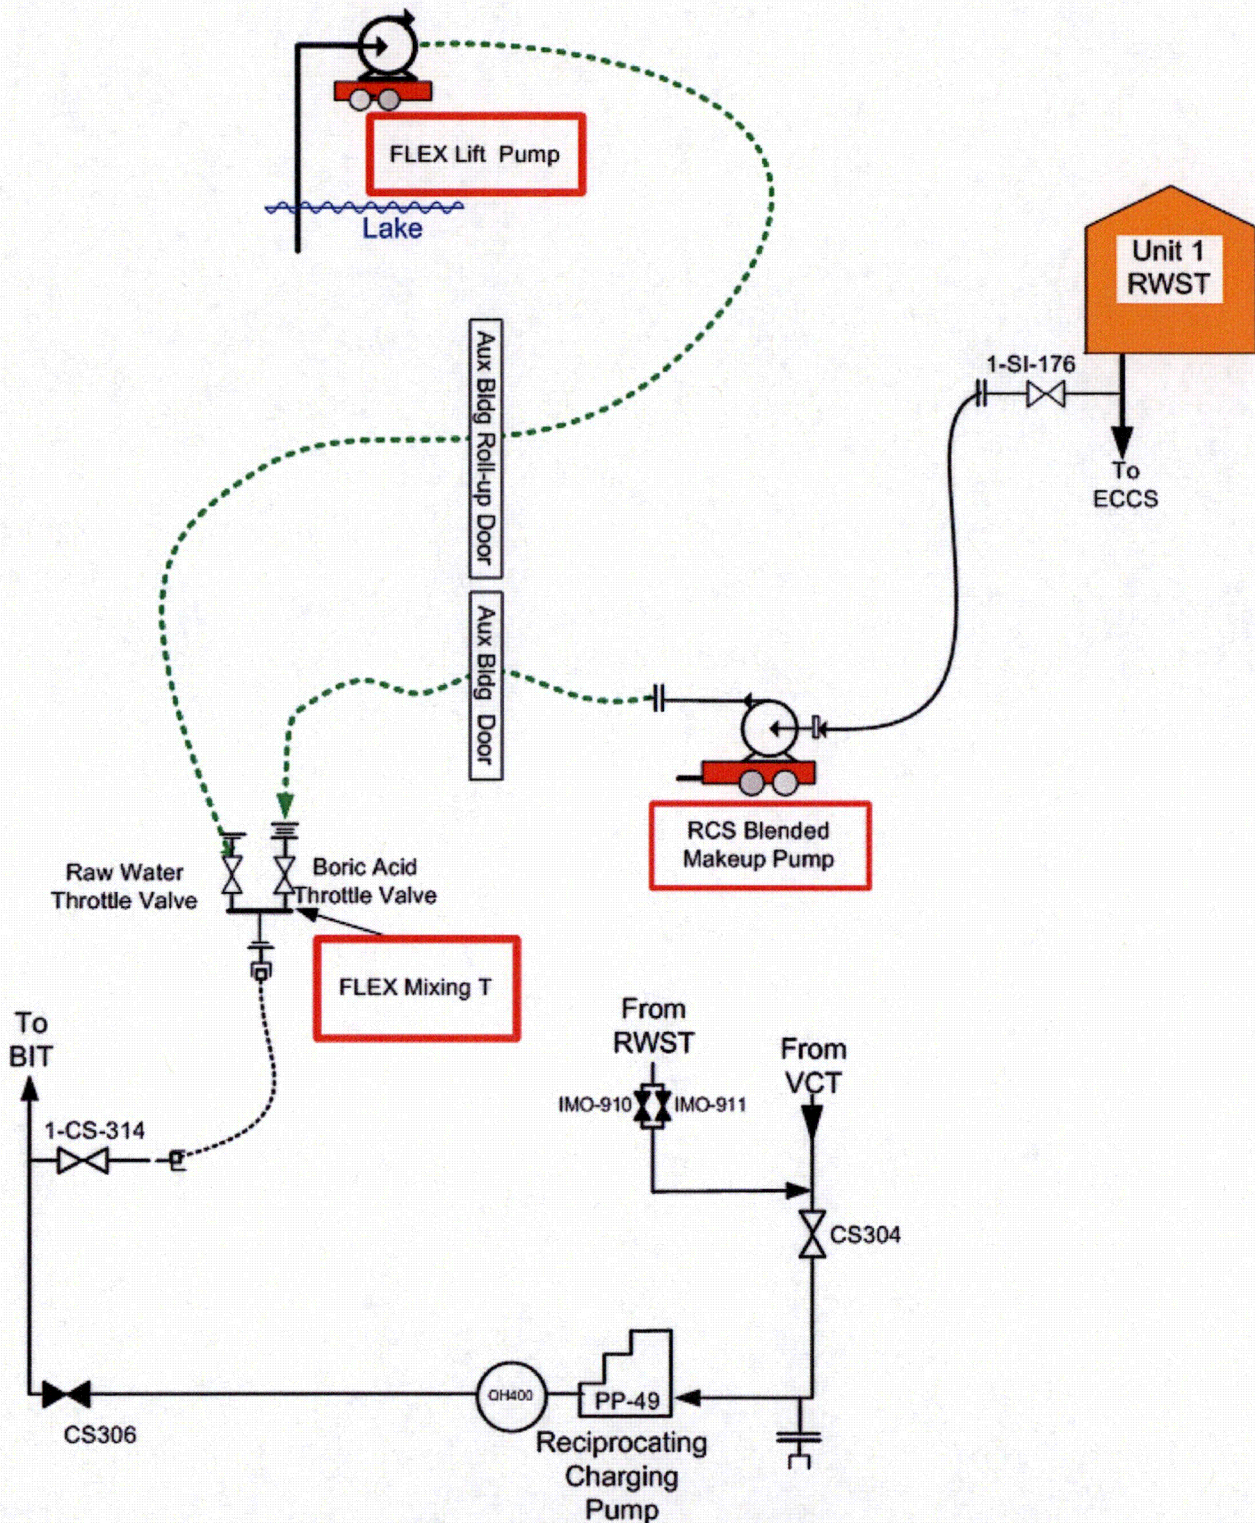 FLEX Lift Pump
Lake
Unit 1
RWST
1-SI-176
To
ECCS
Aux Bldg Roll-up Door
Aux Bldg Door
RCS Blended
Makeup Pump
Raw Water
Throttle Valve
Boric Acid
Throttle Valve
FLEX Mixing T
To
BIT
1-CS-314
From
RWST
IMO-910
IMO-911
From
VCT
CS304
CS306
QH400
PP-49
Reciprocating
Charging
Pump